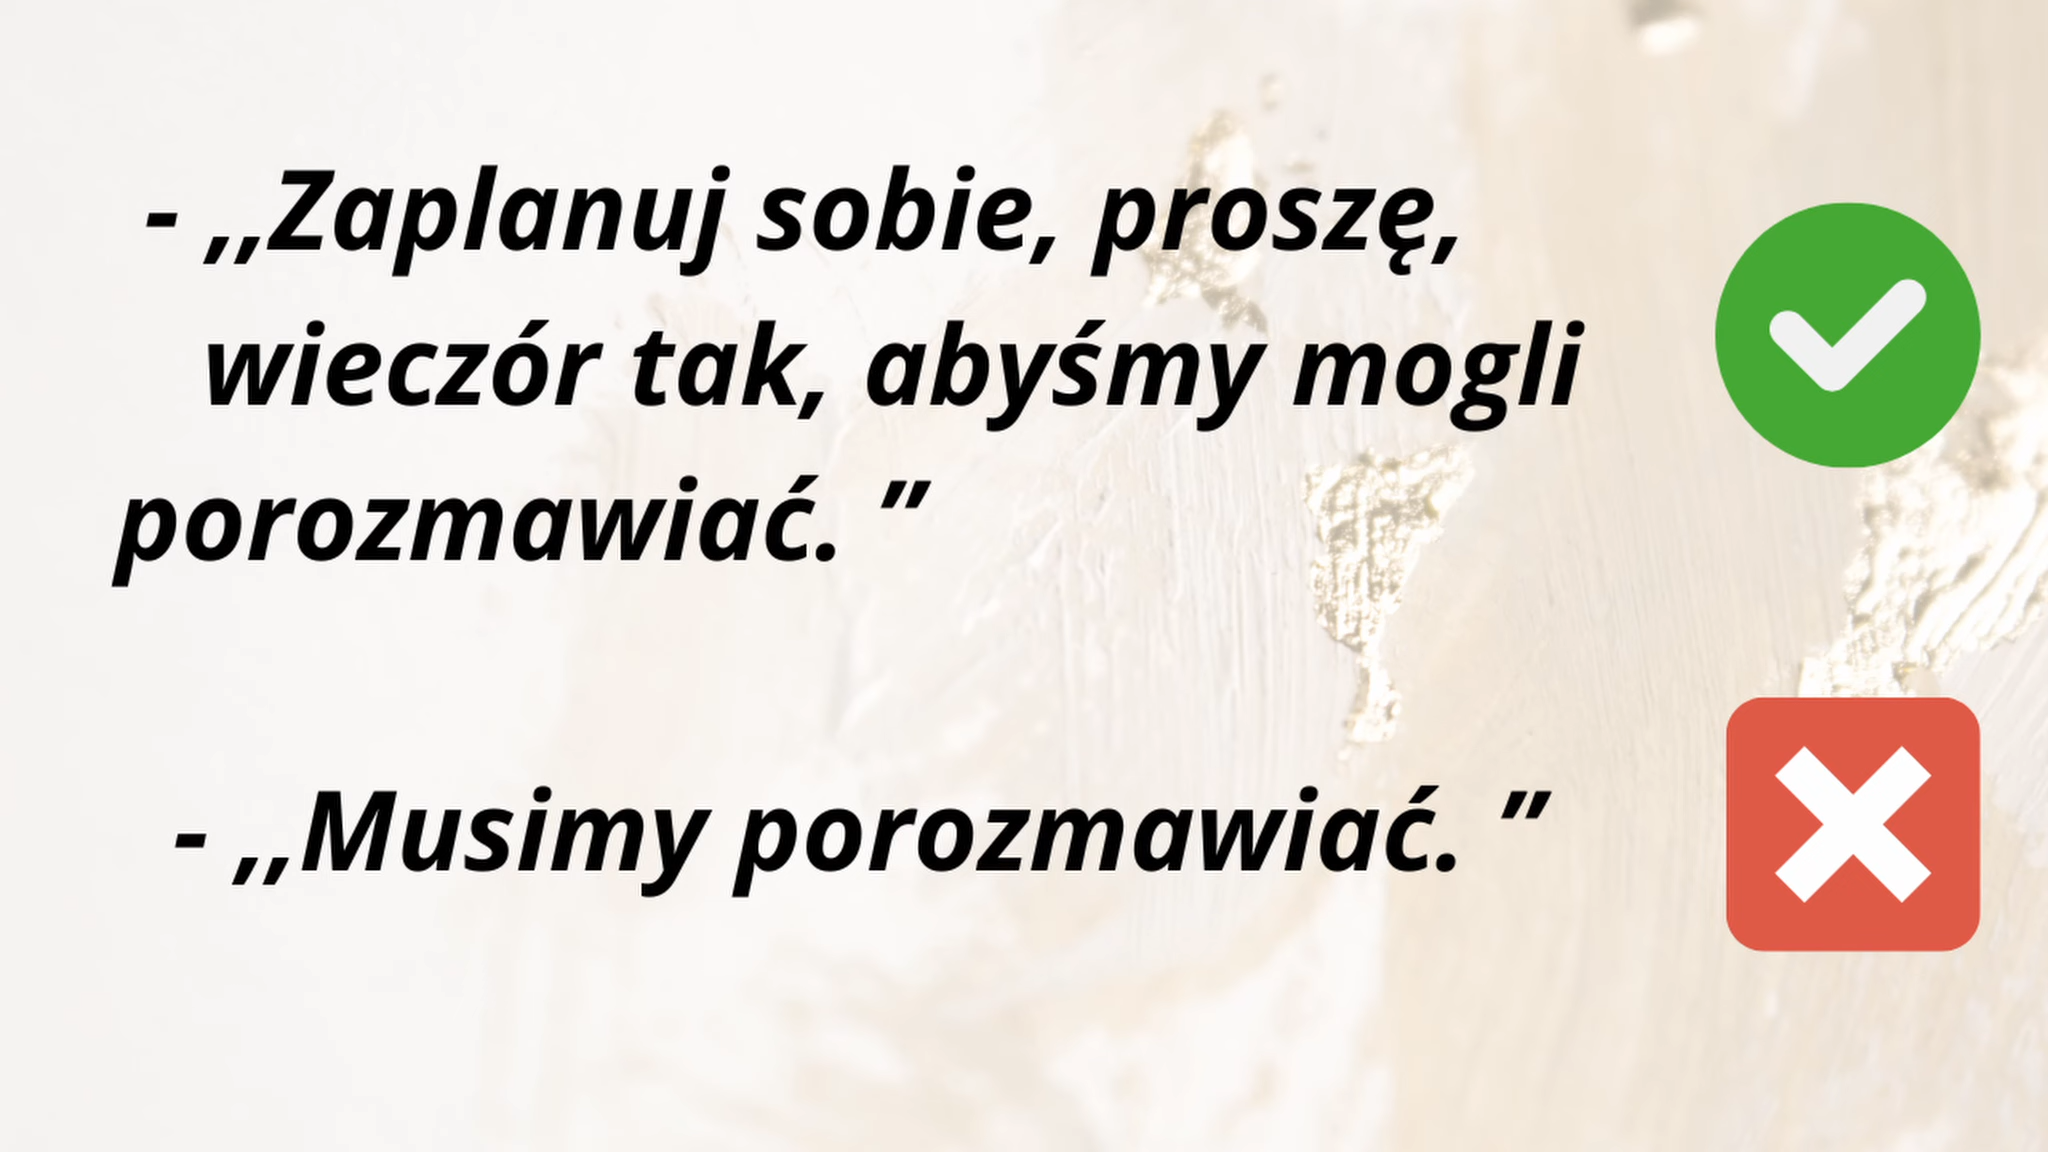 - ,,Zaplanuj sobie, proszę,
wieczór tak, abyśmy mogli
porozmawiać. ”
- ,,Musimy porozmawiać. ”